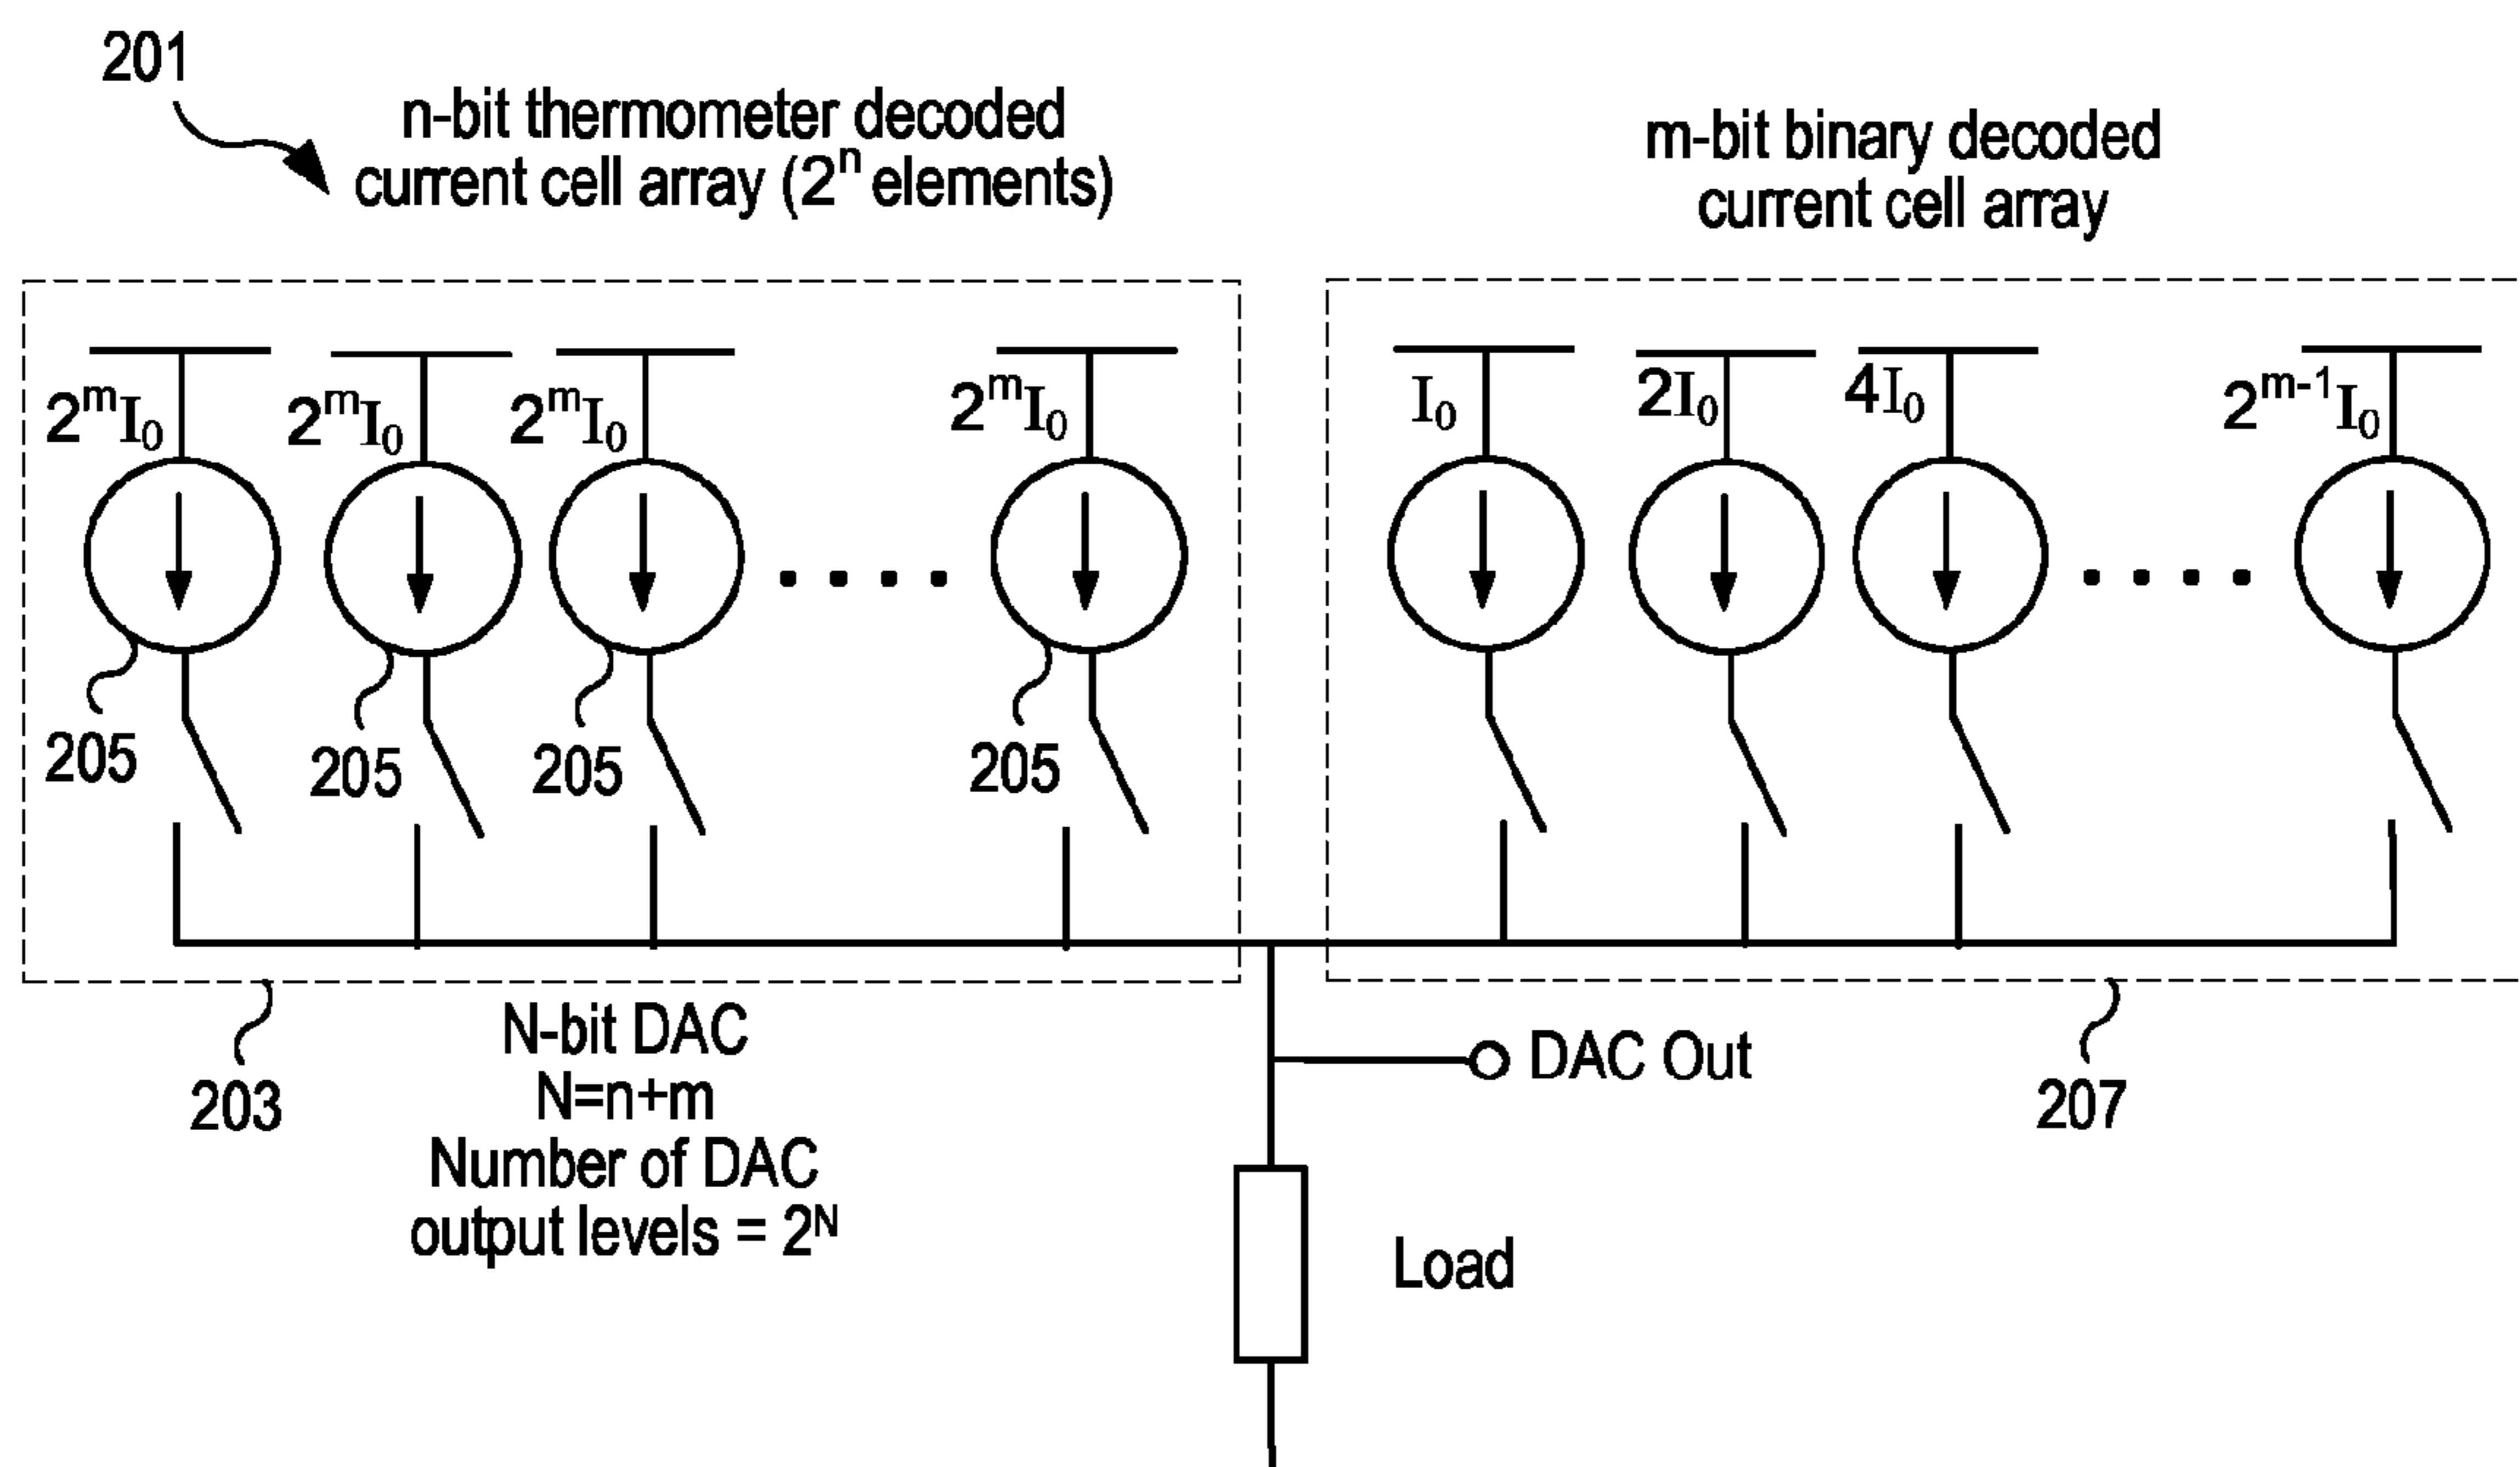 201
n-bit thermometer decoded
current cell array (2ⁿ elements)
m-bit binary decoded
current cell array
2ᵐI₀
2ᵐI₀
2ᵐI₀
2ᵐI₀
I₀
2I₀
4I₀
2ᵐ⁻¹I₀
205
205
205
205
203
N-bit DAC
N=n+m
Number of DAC
output levels = 2ᴺ
DAC Out
207
Load